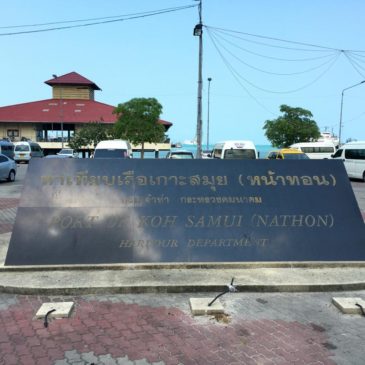 ท่าเทียบเรือเกาะสมุย (หน้าทอน)
กรมเจ้าท่า กระทรวงคมนาคม
PORT OF KOH SAMUI (NATHON)
HARBOUR DEPARTMENT